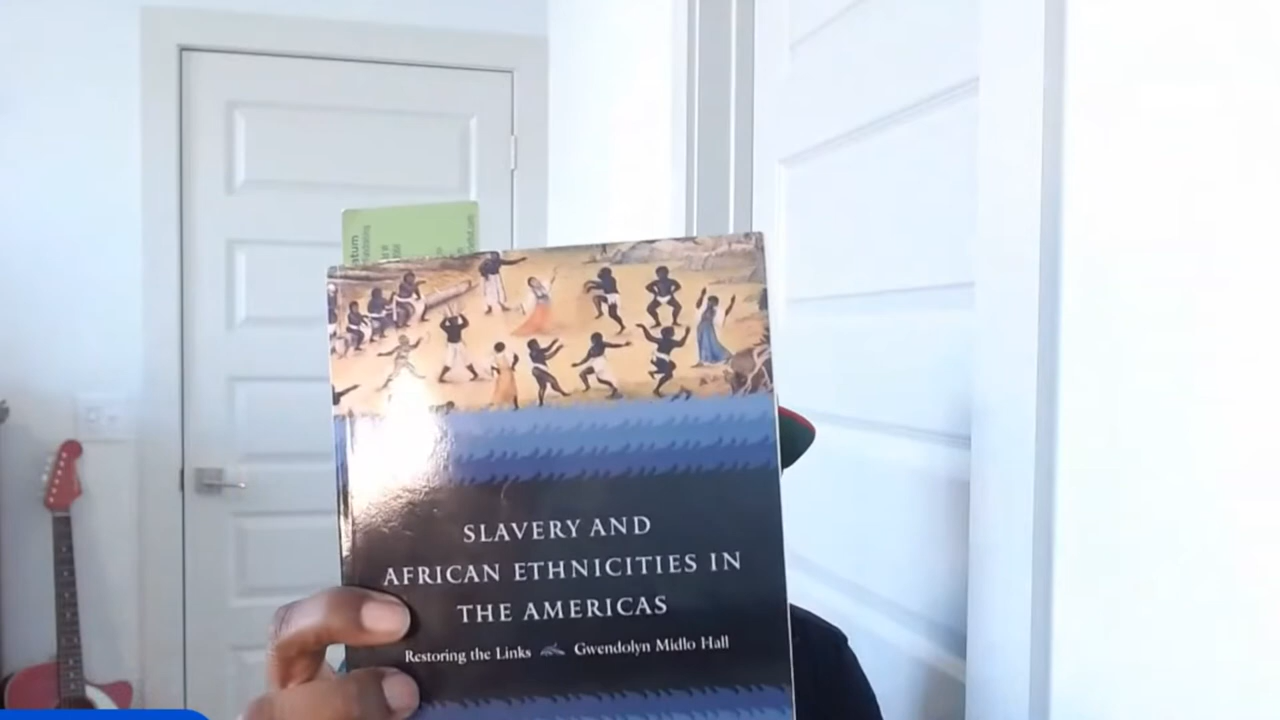 SLAVERY AND
AFRICAN ETHNICITIES IN
THE AMERICAS
Restoring the Links Gwendolyn Midlo Hall